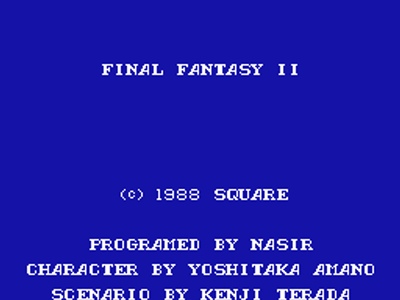 FINAL FANTASY II
(c) 1988 SQUARE
PROGRAMED BY NASIR
CHARACTER BY YOSHITAKA AMANO
SCENARIO BY KENJI TERADA